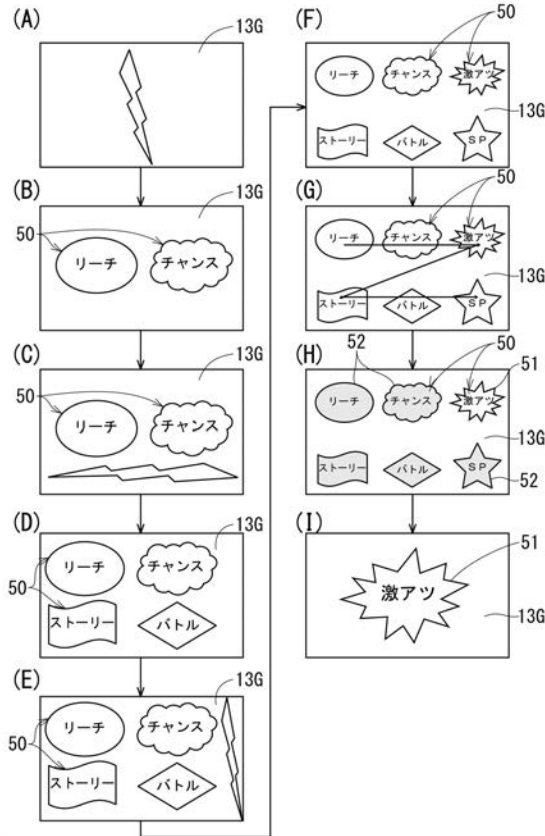 (A)
13G
(B)
13G
50
リーチ
チャンス
(C)
13G
50
リーチ
チャンス
(D)
13G
50
リーチ
チャンス
ストーリー
バトル
(E)
13G
50
リーチ
チャンス
ストーリー
バトル
(F)
50
リーチ
チャンス
激アツ
13G
ストーリー
バトル
SP
(G)
50
リーチ
チャンス
激アツ
13G
ストーリー
バトル
SP
(H)
52
50
51
リーチ
チャンス
激アツ
13G
ストーリー
バトル
SP
52
(I)
51
激アツ
13G